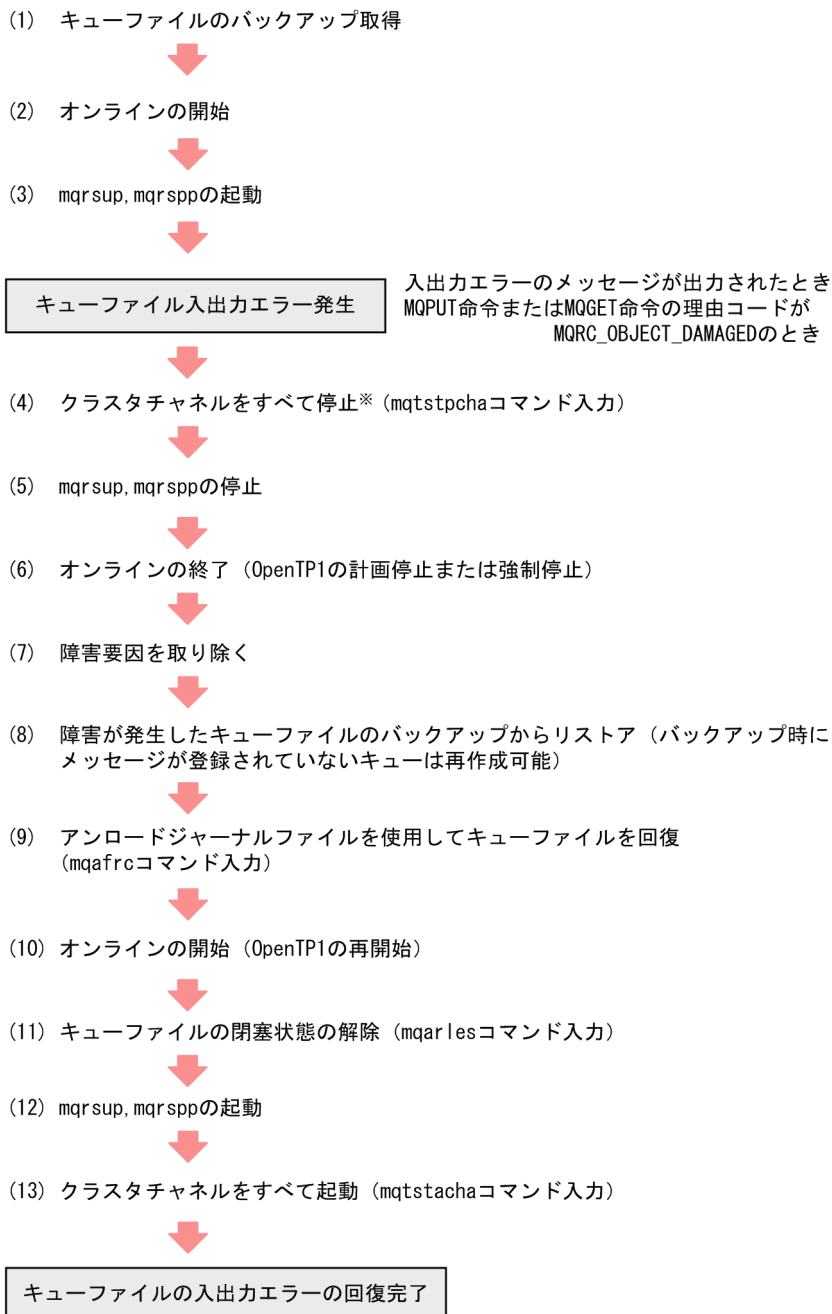 (1) キューファイルのバックアップ取得
(2) オンラインの開始
(3) mqrsup,mqrsppの起動
キューファイル入出力エラー発生
入出力エラーのメッセージが出力されたとき
MQPUT命令またはMQGET命令の理由コードが
MQRC_OBJECT_DAMAGEDのとき
(4) クラスタチャネルをすべて停止※(mqtstpchaコマンド入力)
(5) mqrsup,mqrsppの停止
(6) オンラインの終了(OpenTP1の計画停止または強制停止)
(7) 障害要因を取り除く
(8) 障害が発生したキューファイルのバックアップからリストア(バックアップ時に
メッセージが登録されていないキューは再作成可能)
(9) アンロードジャーナルファイルを使用してキューファイルを回復
(mqafrcコマンド入力)
(10) オンラインの開始(OpenTP1の再開始)
(11) キューファイルの閉塞状態の解除(mqarlesコマンド入力)
(12) mqrsup,mqrsppの起動
(13) クラスタチャネルをすべて起動(mqtstachaコマンド入力)
キューファイルの入出力エラーの回復完了